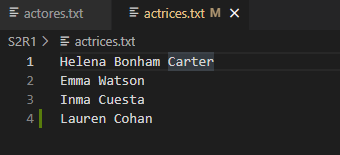 actores.txt actrices.txt M ×
S2R1 > actrices.txt
1 Helena Bonham Carter
2 Emma Watson
3 Inma Cuesta
4 Lauren Cohan